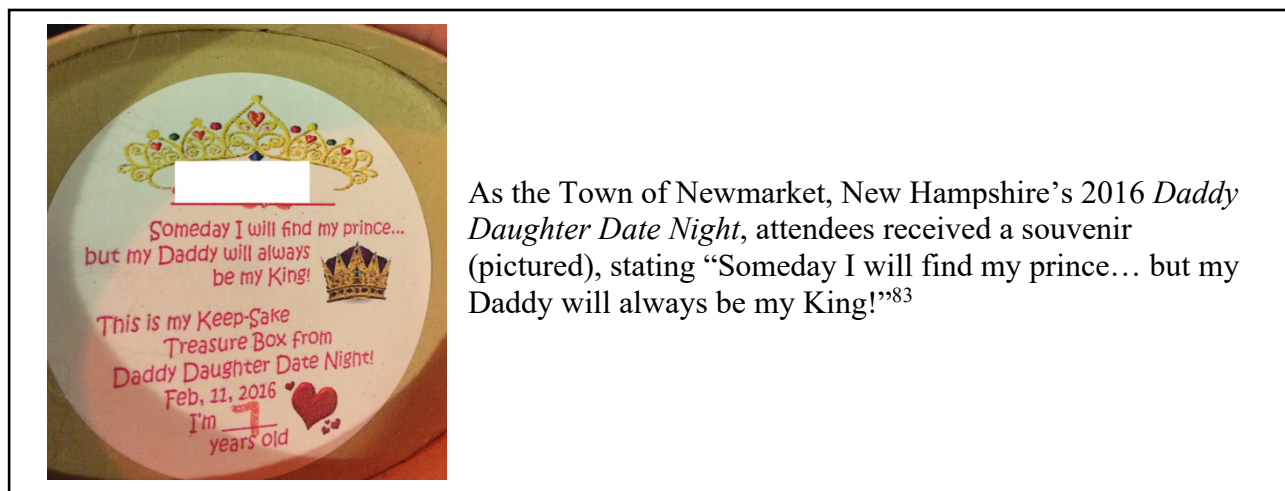 Someday I will find my prince...
but my Daddy will always
be my King!
This is my Keep-Sake
Treasure Box from
Daddy Daughter Date Night!
Feb, 11, 2016
I'm 7
years old
As the Town of Newmarket, New Hampshire’s 2016 Daddy
Daughter Date Night, attendees received a souvenir
(pictured), stating “Someday I will find my prince… but my
Daddy will always be my King!”83